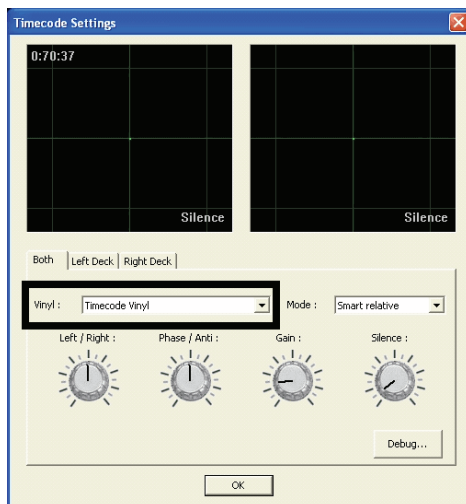 Timecode Settings
0:70:37
Silence
Silence
Both
Left Deck
Right Deck
Vinyl :
Timecode Vinyl
Mode :
Smart relative
Left / Right :
Phase / Anti :
Gain :
Silence :
Debug...
OK